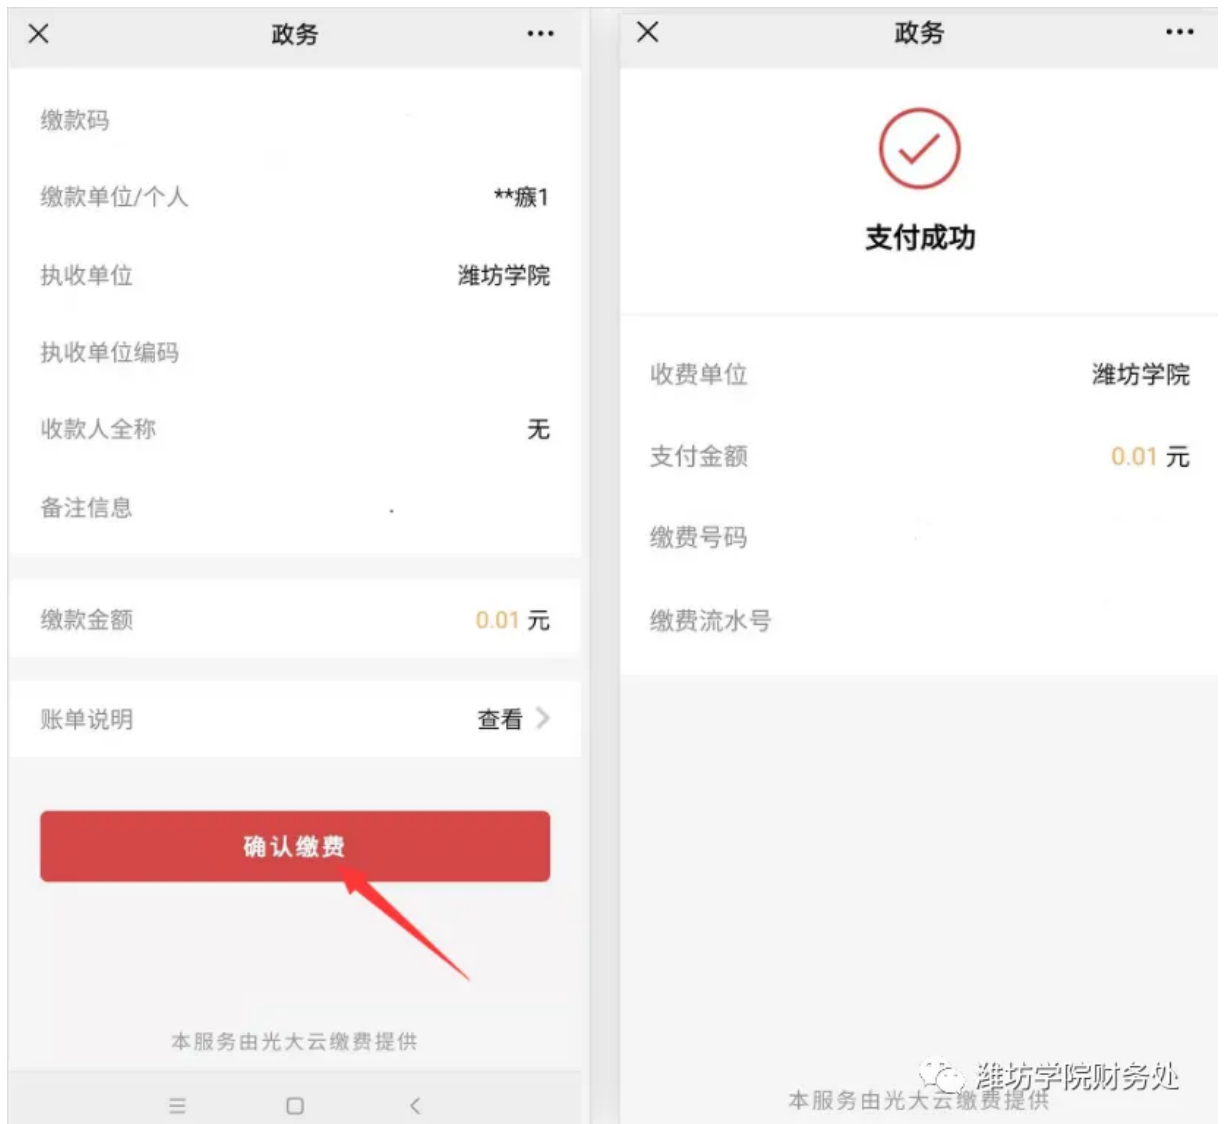 政务
缴款码
缴款单位/个人 **瘯1
执收单位 潍坊学院
执收单位编码
收款人全称 无
备注信息
缴款金额 0.01 元
账单说明 查看
确认缴费
本服务由光大云缴费提供
政务
支付成功
收费单位 潍坊学院
支付金额 0.01 元
缴费号码
缴费流水号
潍坊学院财务处
本服务由光大云缴费提供